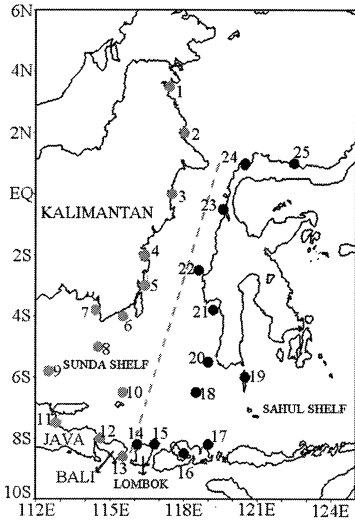 6N
4N
1
2N
2
24
25
EQ
3
23
KALIMANTAN
2S
4
22
5
4S
7
6
21
8
20
SUNDA SHELF
9
19
6S
10
18
SAHUL SHELF
11
JAVA
12
14
15
17
8S
13
16
BALI
LOMBOK
10S
112E
115E
118E
121E
124E